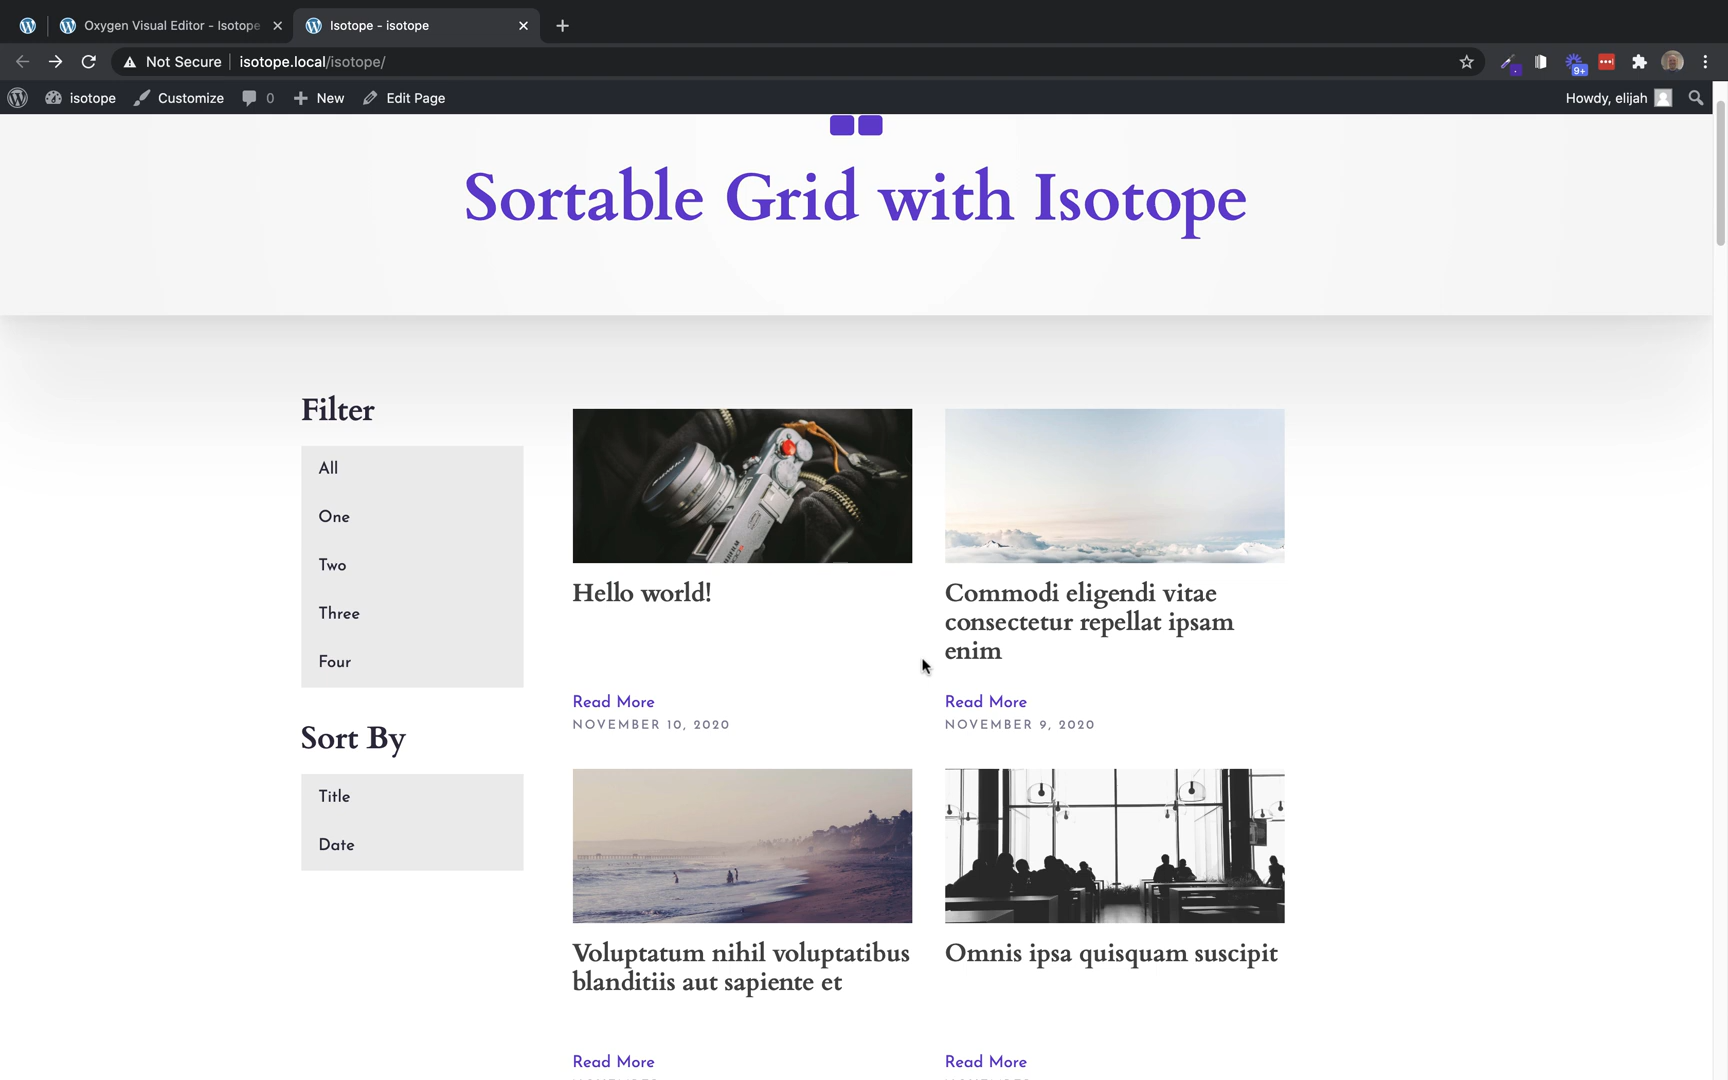 Oxygen Visual Editor - Isotope
Isotope - isotope
Not Secure
isotope.local/isotope/
9+
isotope
Customize
0
New
Edit Page
Howdy, elijah
Sortable Grid with Isotope
Filter
All
One
Two
Three
Four
Sort By
Title
Date
Hello world!
Read More
NOVEMBER 10, 2020
Commodi eligendi vitae
consectetur repellat ipsam
enim
Read More
NOVEMBER 9, 2020
Voluptatum nihil voluptatibus
blanditiis aut sapiente et
Read More
Omnis ipsa quisquam suscipit
Read More